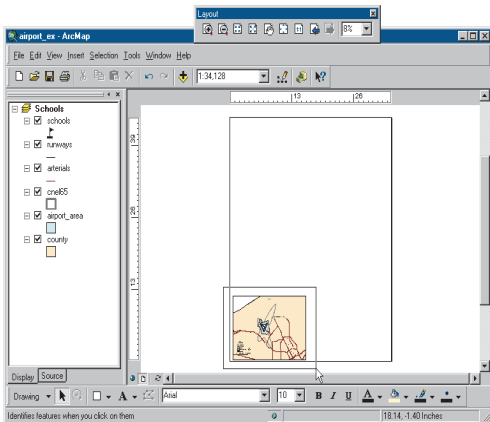 Layout
8%
airport_ex - ArcMap
File Edit View Insert Selection Tools Window Help
1:34,128
13 26
Schools
schools
runways
arterials
cnel65
airport_area
county
39
26
13
Display Source
Drawing A Arial 10 B I U A
Identifies features when you click on them 18.14, -1.40 Inches